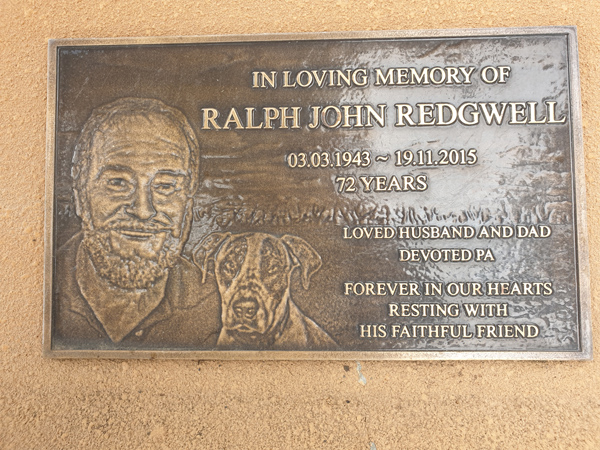 IN LOVING MEMORY OF
RALPH JOHN REDGWELL
03.03.1943 ~ 19.11.2015
72 YEARS
LOVED HUSBAND AND DAD
DEVOTED PA
FOREVER IN OUR HEARTS
RESTING WITH
HIS FAITHFUL FRIEND